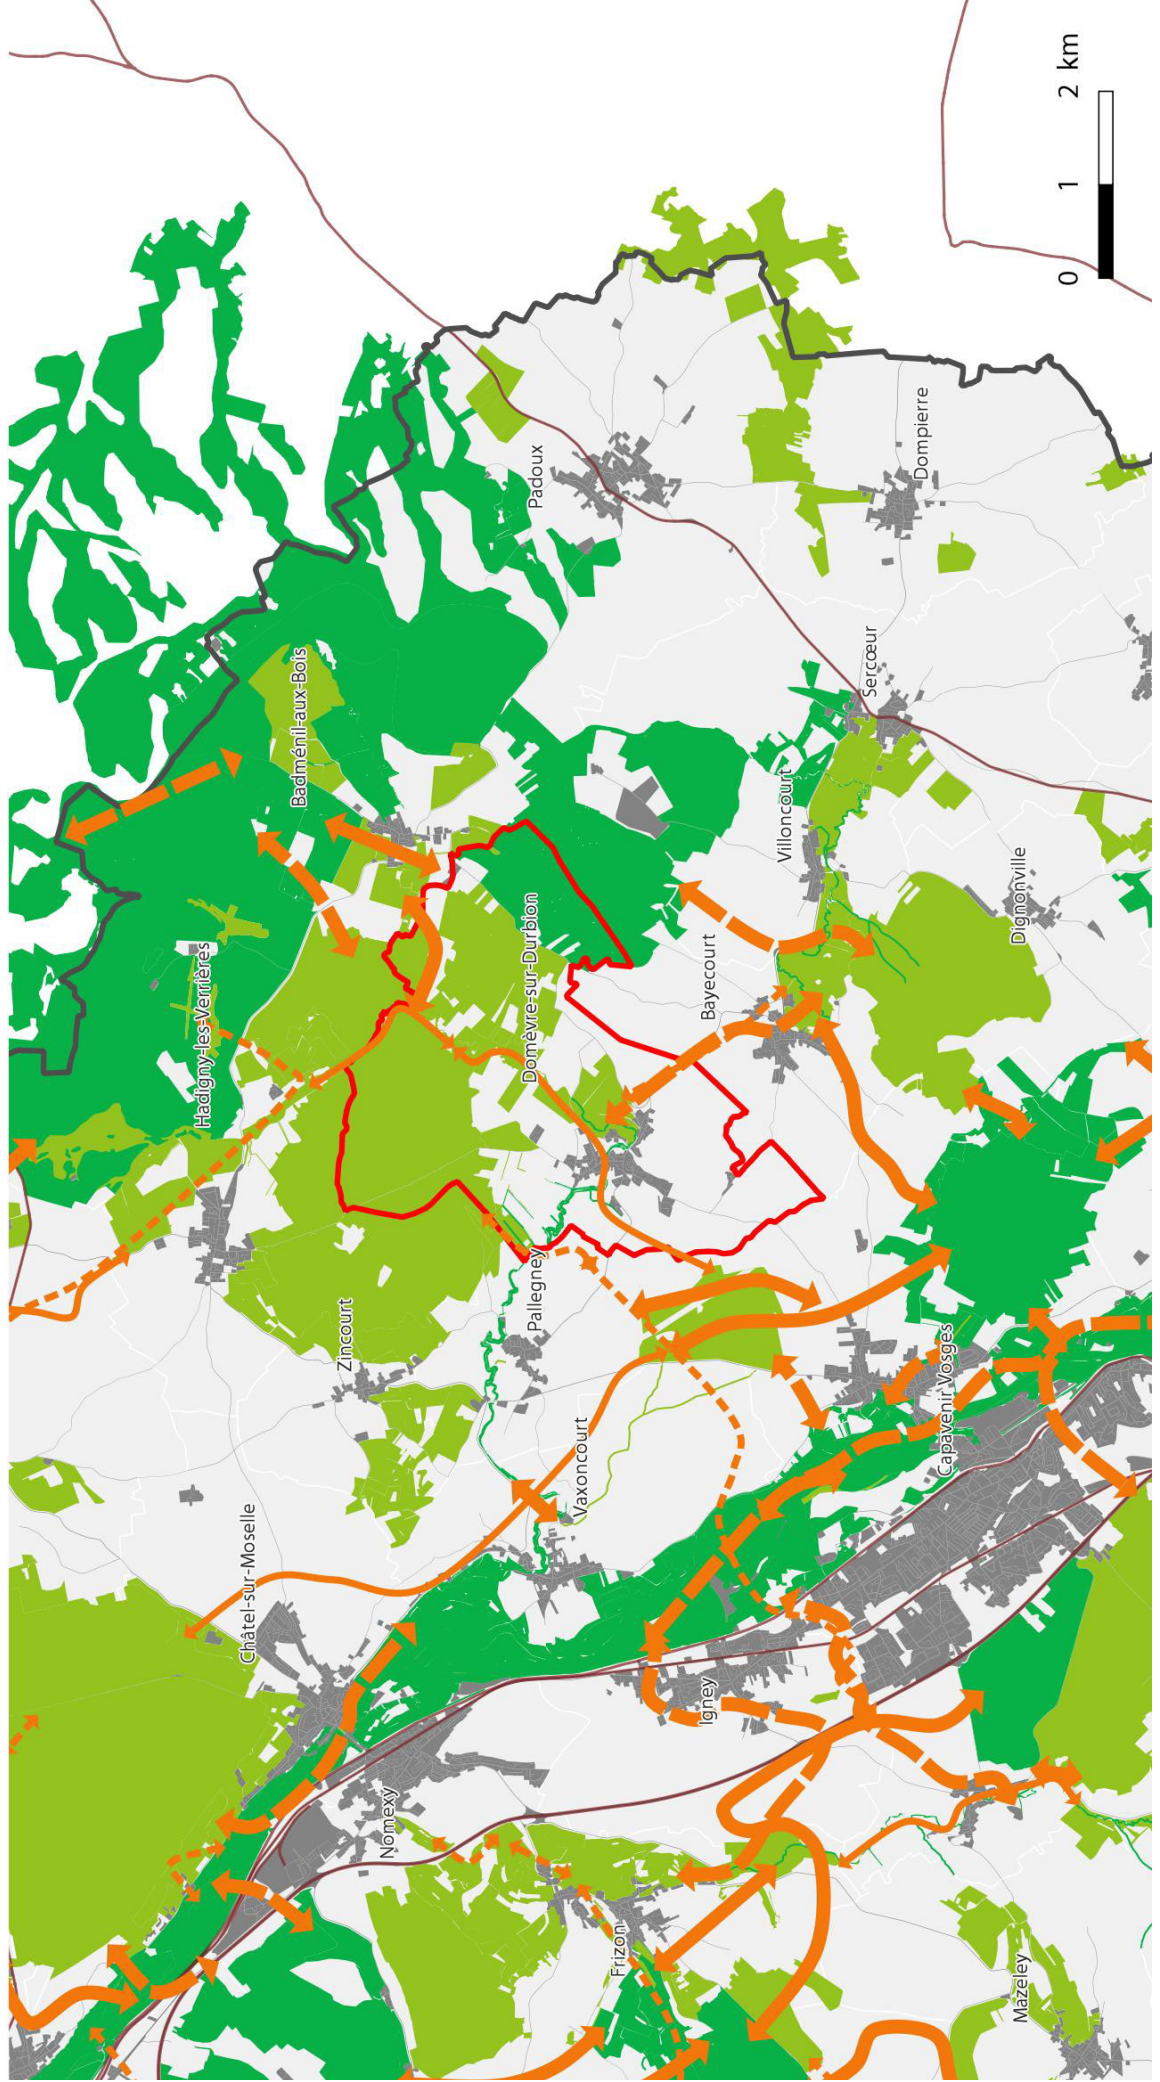 Châtel-sur-Moselle
Nomexy
Frizon
Mazeley
Igney
Vaxoncourt
Capavenir Vosges
Zincourt
Pallegney
Hadigny-les-Verrières
Domèvre-sur-Durbion
Bayecourt
Badménil-aux-Bois
Villoncourt
Dignonville
Sercœur
Padoux
Dompierre
0 1 2 km